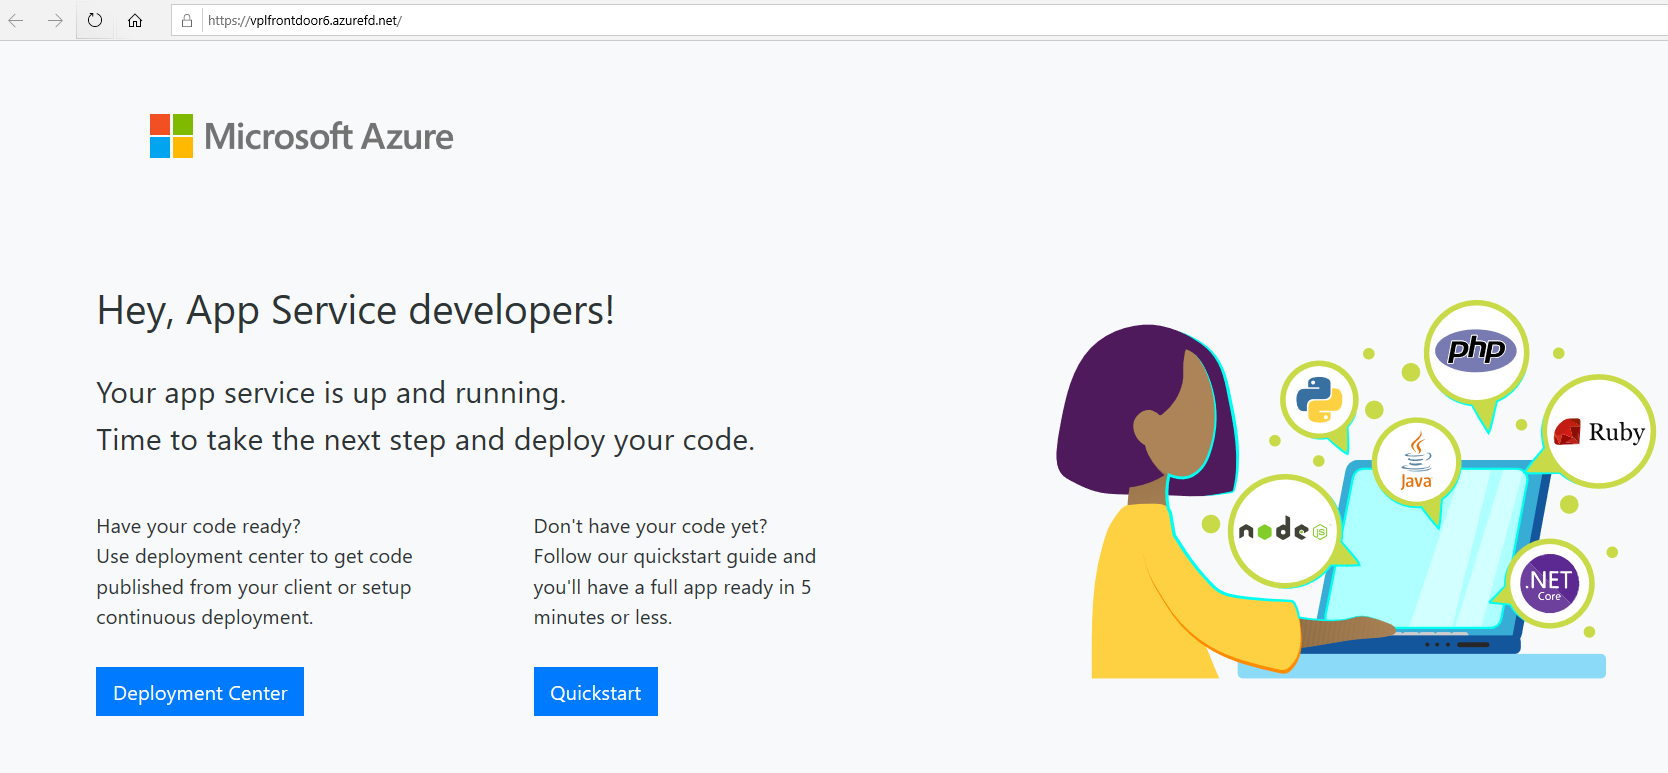 https://vplfrontdoor6.azurefd.net/
Microsoft Azure
Hey, App Service developers!
Your app service is up and running.
Time to take the next step and deploy your code.
Have your code ready?
Use deployment center to get code
published from your client or setup
continuous deployment.
Deployment Center
Don't have your code yet?
Follow our quickstart guide and
you'll have a full app ready in 5
minutes or less.
Quickstart
php
Ruby
Java
node
JS
.NET
Core